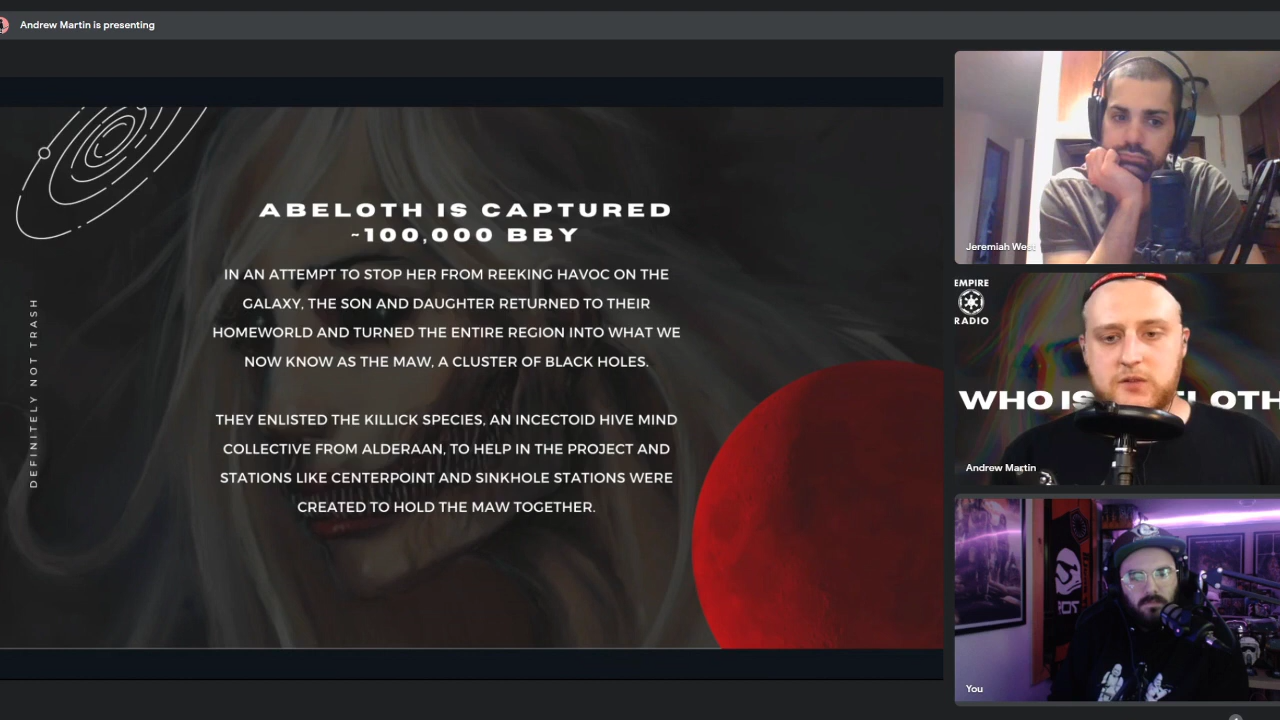 Andrew Martin is presenting
ABELOTH IS CAPTURED
~100,000 BBY
IN AN ATTEMPT TO STOP HER FROM REEKING HAVOC ON THE
GALAXY, THE SON AND DAUGHTER RETURNED TO THEIR
HOMEWORLD AND TURNED THE ENTIRE REGION INTO WHAT WE
NOW KNOW AS THE MAW, A CLUSTER OF BLACK HOLES.
THEY ENLISTED THE KILLICK SPECIES, AN INCECTOID HIVE MIND
COLLECTIVE FROM ALDERAAN, TO HELP IN THE PROJECT AND
STATIONS LIKE CENTERPOINT AND SINKHOLE STATIONS WERE
CREATED TO HOLD THE MAW TOGETHER.
DEFINITELY NOT TRASH
Jeremiah West
EMPIRE
RADIO
WHO IS
Andrew Martin
You